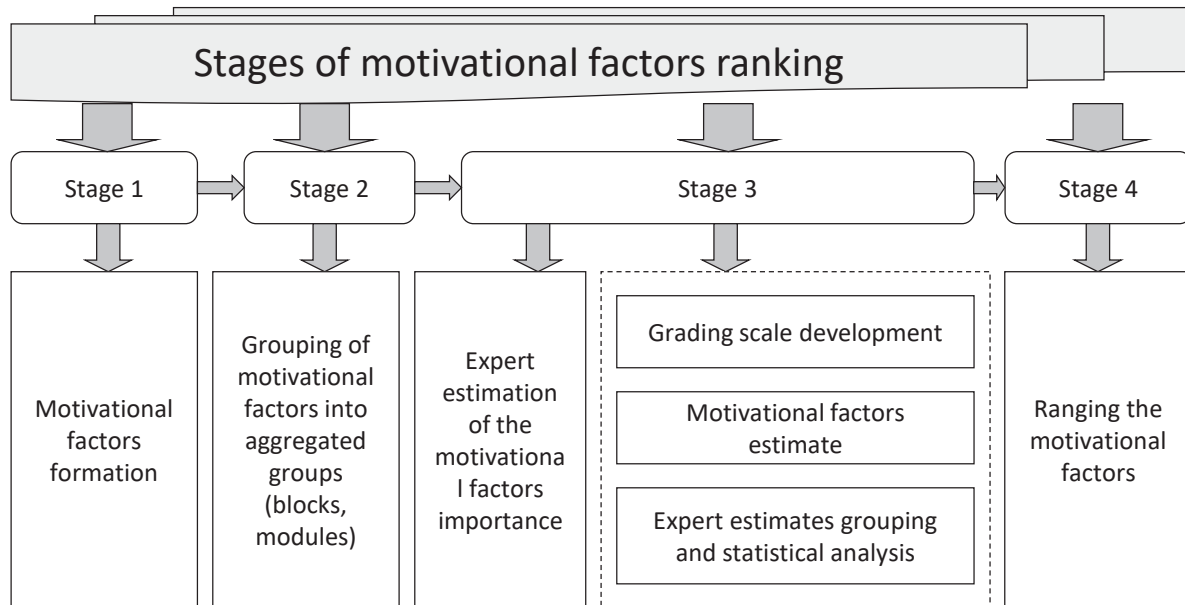 Stages of motivational factors ranking
Stage 1
Stage 2
Stage 3
Stage 4
Motivational
factors
formation
Grouping of
motivational
factors into
aggregated
groups
(blocks,
modules)
Expert
estimation
of the
motivationa
l factors
importance
Grading scale development
Motivational factors
estimate
Expert estimates grouping
and statistical analysis
Ranging the
motivational
factors